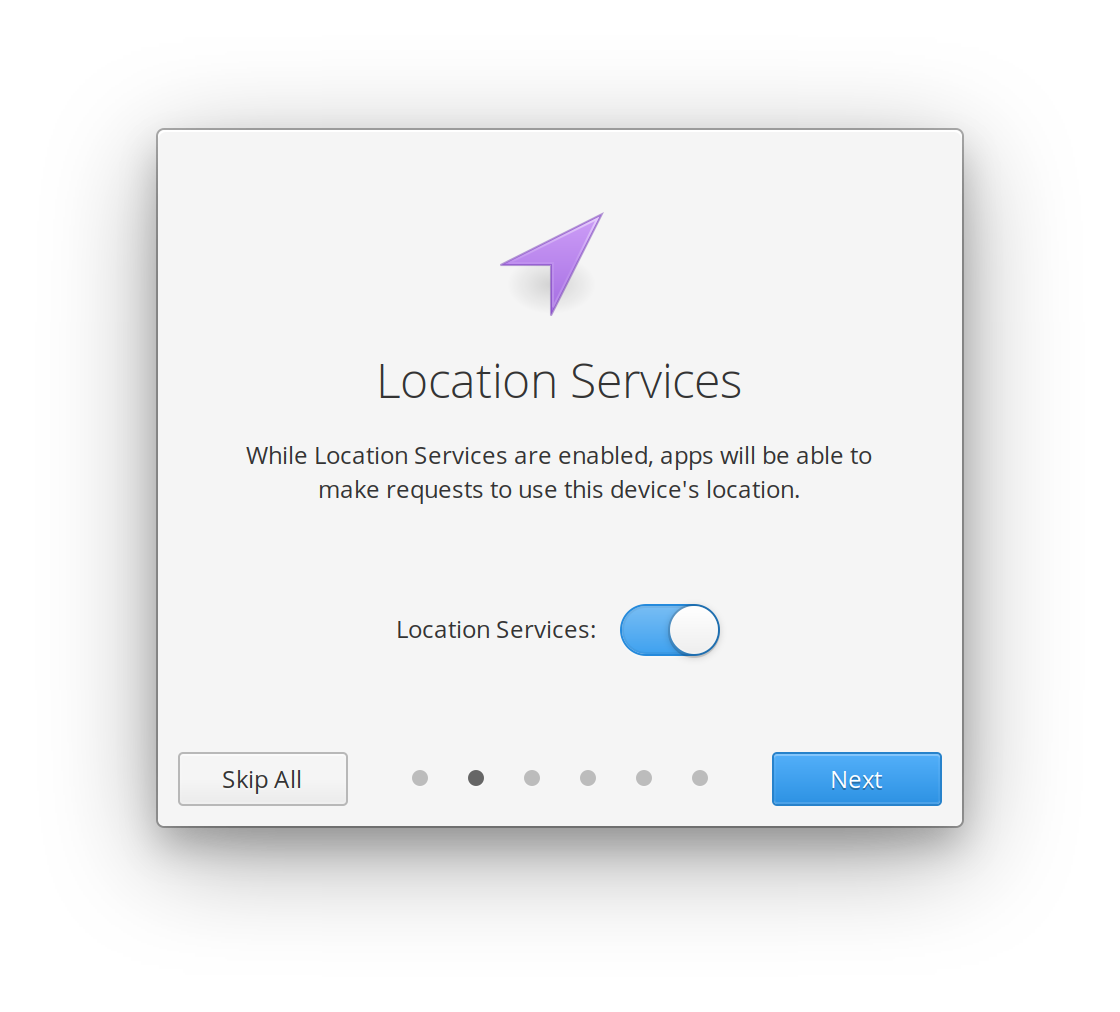 Location Services
While Location Services are enabled, apps will be able to
make requests to use this device's location.
Location Services:
Skip All
Next